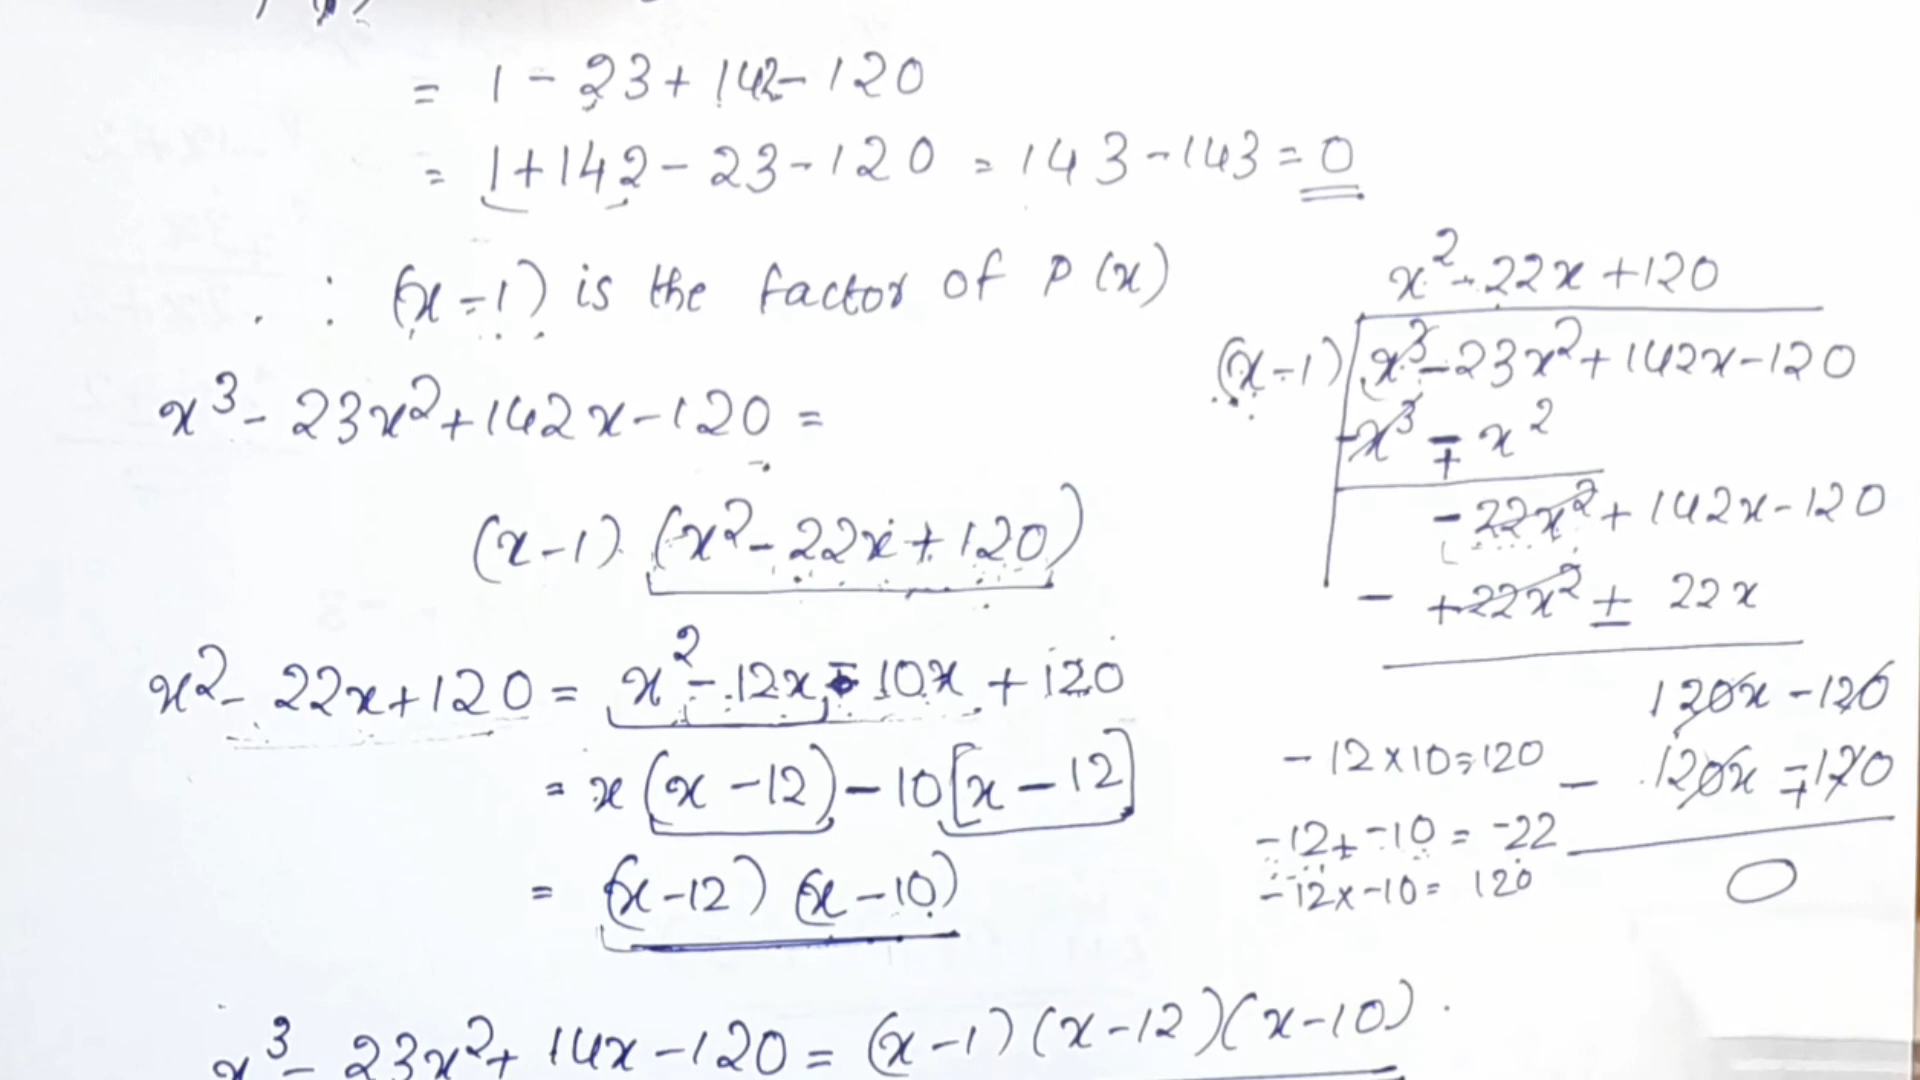 = 1 - 23 + 142 - 120
= 1 + 142 - 23 - 120 = 143 - 143 = 0
∴ (x - 1) is the factor of P(x)
x³ - 23x² + 142x - 120 =
(x - 1) (x² - 22x + 120)
x² - 22x + 120 = x² - 12x - 10x + 120
= x (x - 12) - 10 [x - 12]
= (x - 12) (x - 10)
x³ - 23x² + 14x - 120 = (x - 1) (x - 12) (x - 10)
x² - 22x + 120
(x - 1) x³ - 23x² + 142x - 120
-x³ ∓ x²
- 22x² + 142x - 120
- +22x² ± 22x
120x - 120
- 120x ∓ 120
0
- 12 × 10 = 120
- 12 + - 10 = -22
- 12 × - 10 = 120